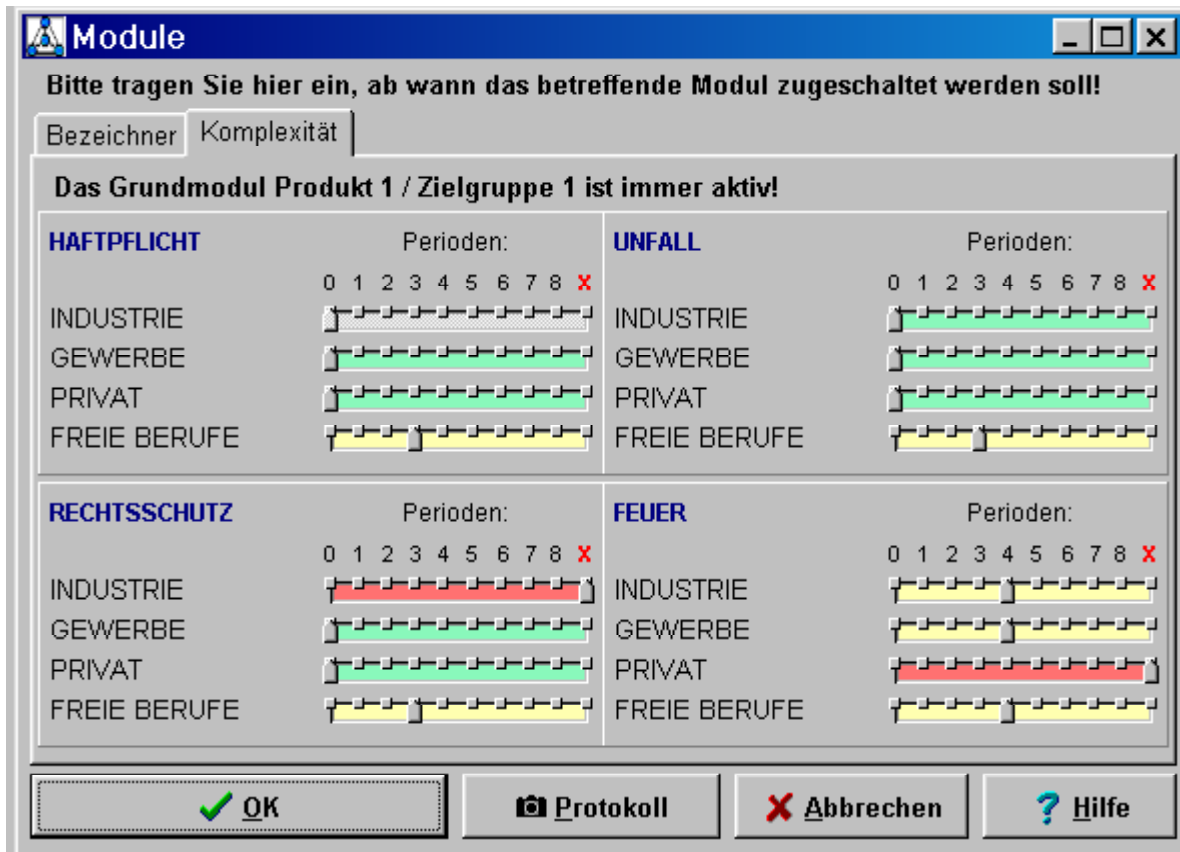 Module
Bitte tragen Sie hier ein, ab wann das betreffende Modul zugeschaltet werden soll!
Bezeichner Komplexität
Das Grundmodul Produkt 1 / Zielgruppe 1 ist immer aktiv!
HAFTPFLICHT Perioden:
0 1 2 3 4 5 6 7 8 X
INDUSTRIE
GEWERBE
PRIVAT
FREIE BERUFE
UNFALL Perioden:
0 1 2 3 4 5 6 7 8 X
INDUSTRIE
GEWERBE
PRIVAT
FREIE BERUFE
RECHTSSCHUTZ Perioden:
0 1 2 3 4 5 6 7 8 X
INDUSTRIE
GEWERBE
PRIVAT
FREIE BERUFE
FEUER Perioden:
0 1 2 3 4 5 6 7 8 X
INDUSTRIE
GEWERBE
PRIVAT
FREIE BERUFE
OK Protokoll Abbrechen Hilfe